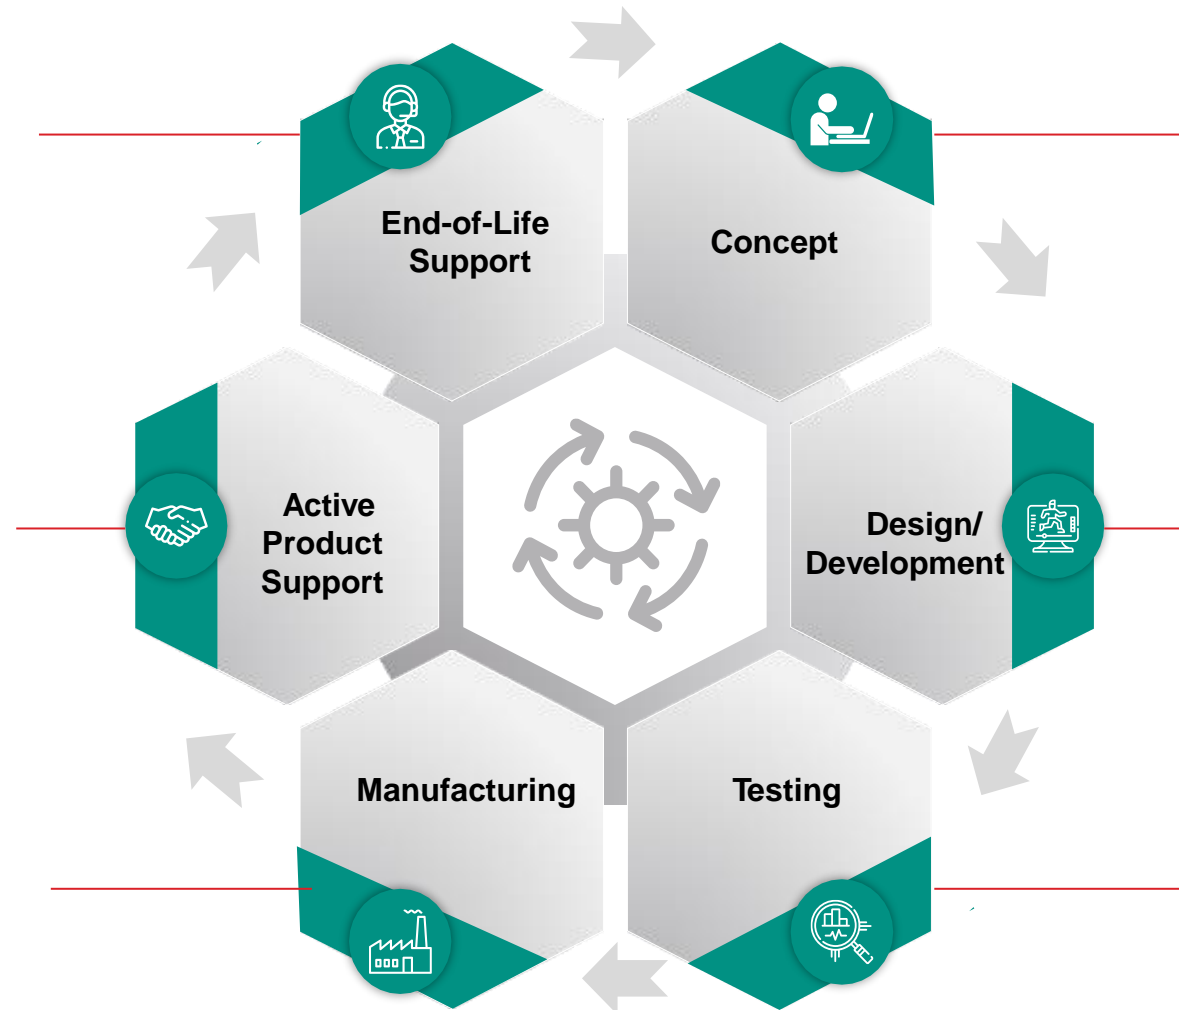 End-of-Life
Support
Concept
Active
Product
Support
Design/
Development
Manufacturing
Testing